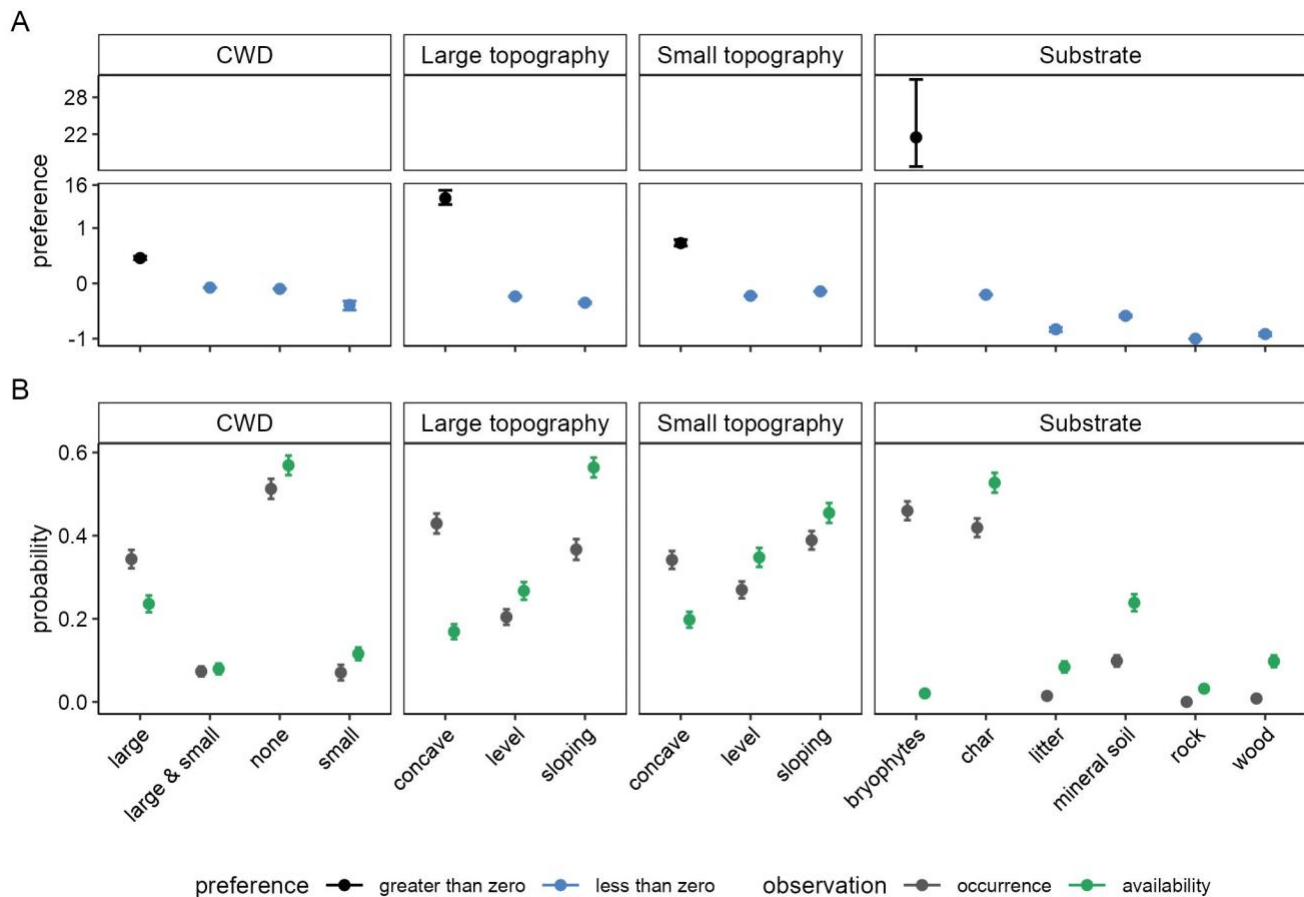 A
CWD
Large topography
Small topography
Substrate
28
22
16
1
0
-1
preference
B
CWD
Large topography
Small topography
Substrate
0.6
0.4
0.2
0.0
probability
large
large & small
none
small
concave
level
sloping
concave
level
sloping
bryophytes
char
litter
mineral soil
rock
wood
preference greater than zero less than zero observation occurrence availability